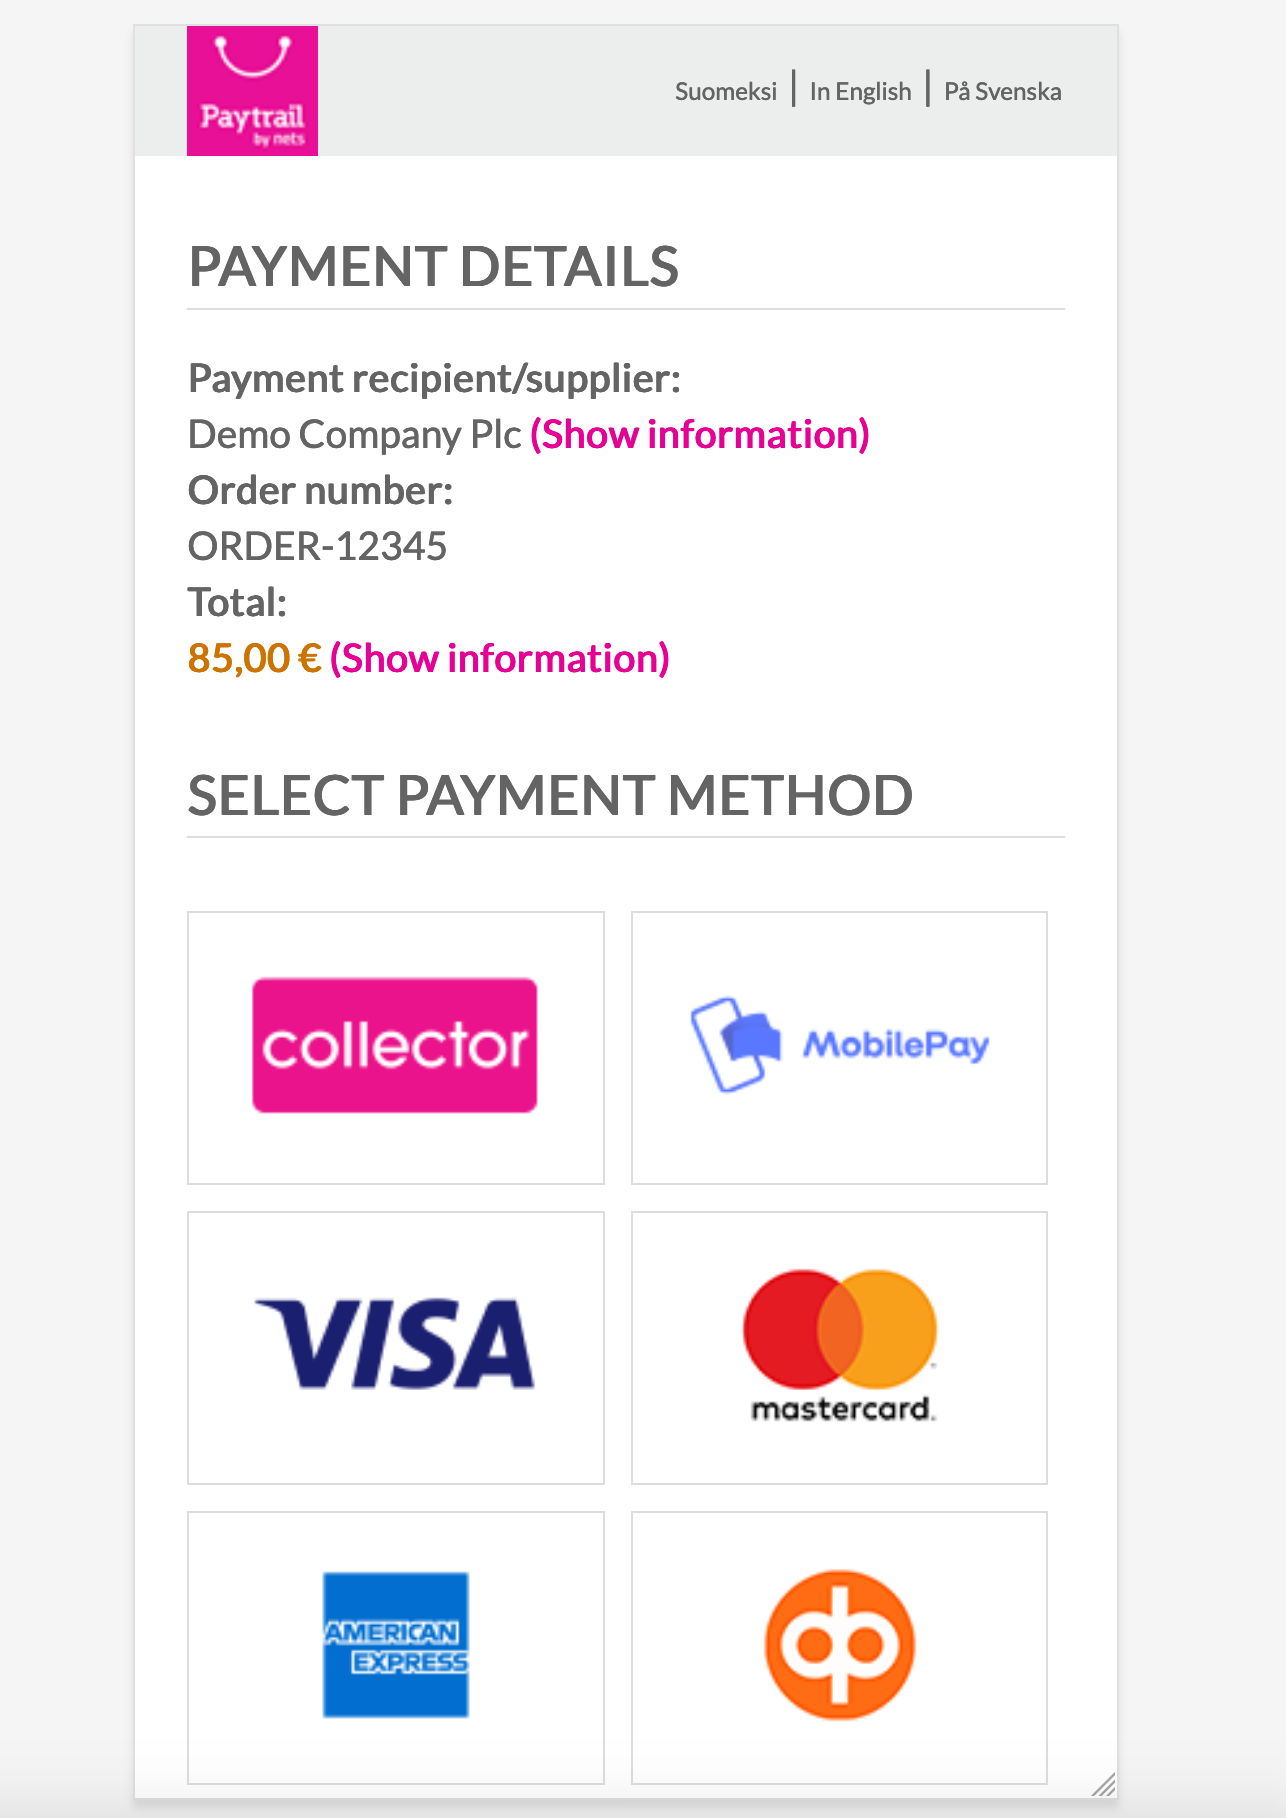 Paytrail
by nets
Suomeksi | In English | På Svenska
PAYMENT DETAILS
Payment recipient/supplier:
Demo Company Plc (Show information)
Order number:
ORDER-12345
Total:
85,00 € (Show information)
SELECT PAYMENT METHOD
collector
MobilePay
VISA
mastercard.
AMERICAN
EXPRESS